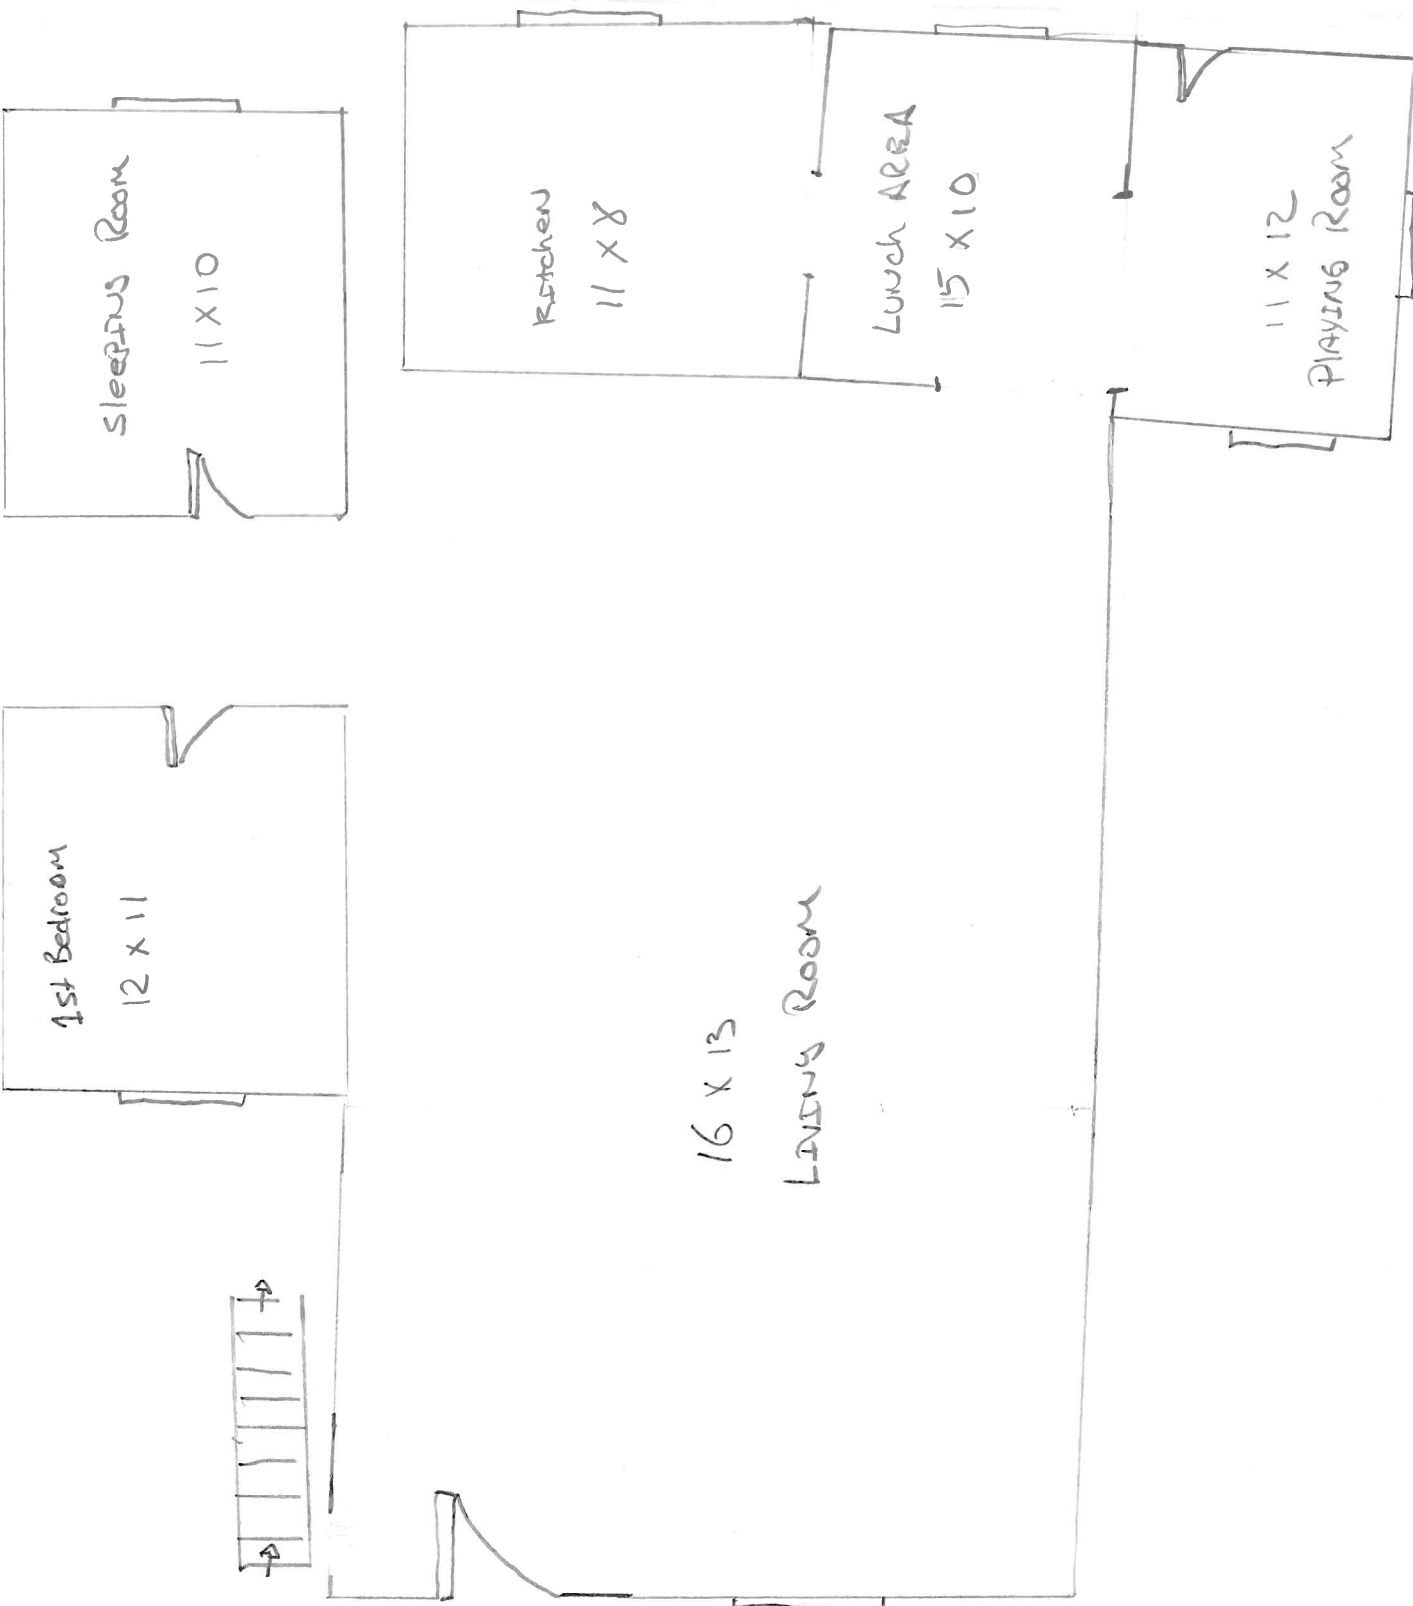 SleepING Room
11 X 10
Kitchen
11 X 8
LUNCh AREA
15 X 10
11 X 12
PlAYING Room
1st Bedroom
12 x 11
16 X 13
LIVINg Room